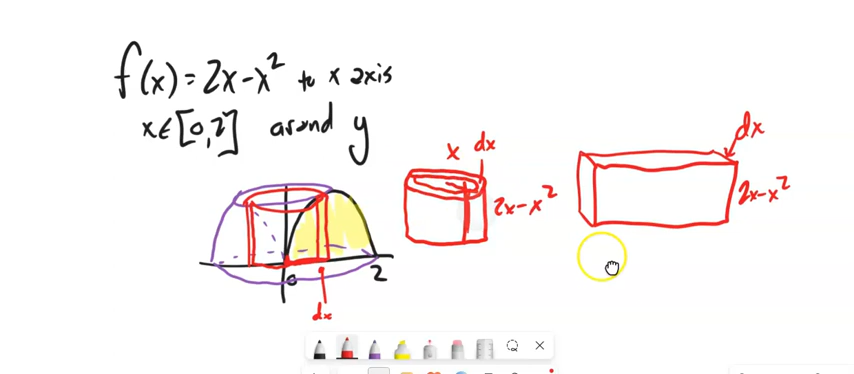 f(x) = 2x - x² to x axis
x ∈ [0,2] around y
x dx
2x - x²
dx
2x - x²
0
2
dx